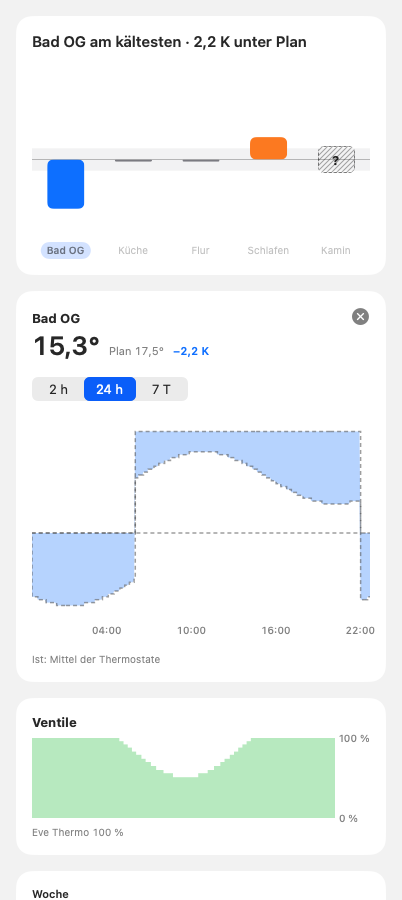 Bad OG am kältesten · 2,2 K unter Plan
?
Bad OG Küche Flur Schlafen Kamin
Bad OG
15,3° Plan 17,5° −2,2 K
2 h 24 h 7 T
04:00 10:00 16:00 22:00
Ist: Mittel der Thermostate
Ventile
100 %
0 %
Eve Thermo 100 %
Woche